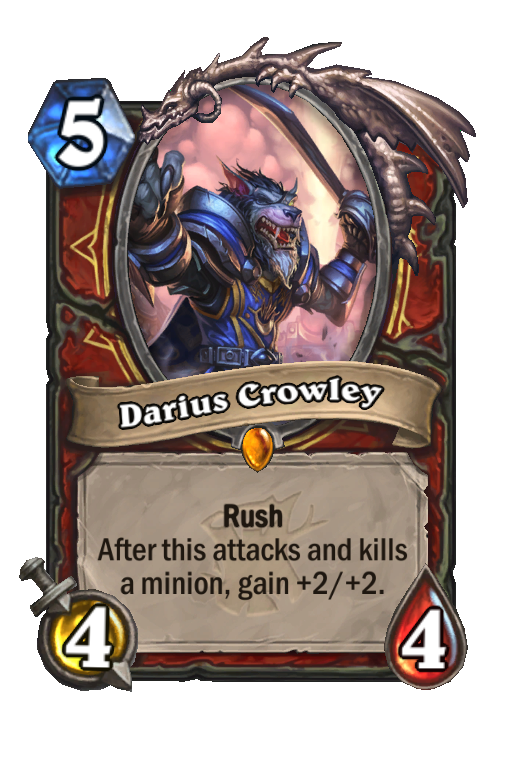 5
Darius Crowley
Rush
After this attacks and kills
a minion, gain +2/+2.
4
4